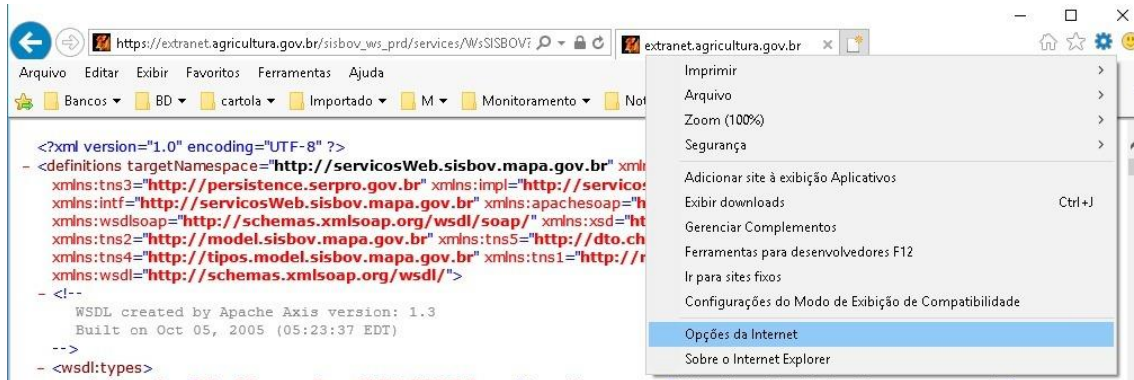 https://extranet.agricultura.gov.br/sisbov_ws_prd/services/WsSISBOV?
extranet.agricultura.gov.br
Arquivo Editar Exibir Favoritos Ferramentas Ajuda
Bancos BD cartola Importado M Monitoramento Not
Imprimir
Arquivo
Zoom (100%)
Segurança
Adicionar site à exibição Aplicativos
Exibir downloads Ctrl+J
Gerenciar Complementos
Ferramentas para desenvolvedores F12
Ir para sites fixos
Configurações do Modo de Exibição de Compatibilidade
Opções da Internet
Sobre o Internet Explorer
<?xml version="1.0" encoding="UTF-8" ?>
- <definitions targetNamespace="http://servicosWeb.sisbov.mapa.gov.br" xml
xmlns:tns3="http://persistence.serpro.gov.br" xmlns:impl="http://servicos
xmlns:intf="http://servicosWeb.sisbov.mapa.gov.br" xmlns:apachesoap="h
xmlns:wsdlsoap="http://schemas.xmlsoap.org/wsdl/soap/" xmlns:xsd="ht
xmlns:tns2="http://model.sisbov.mapa.gov.br" xmlns:tns5="http://dto.ch
xmlns:tns4="http://tipos.model.sisbov.mapa.gov.br" xmlns:tns1="http://r
xmlns:wsdl="http://schemas.xmlsoap.org/wsdl/">
- <!--
WSDL created by Apache Axis version: 1.3
Built on Oct 05, 2005 (05:23:37 EDT)
-->
- <wsdl:types>